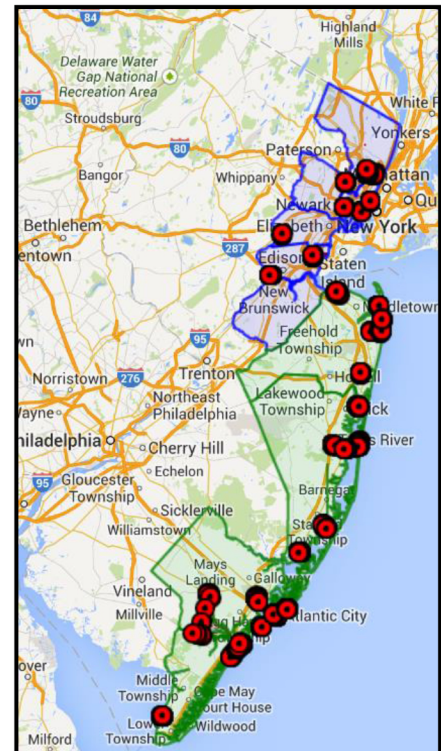 84
Highland
Mills
Delaware Water
Gap National
Recreation Area
80
White
Stroudsburg
Yonkers
80
Paterson
Bangor
Whippany
Newark
New York
Bethlehem
287
Edison
Staten
Island
New
Brunswick
Middletown
95
Freehold
Township
Trenton
Norristown
276
Lakewood
Township
Northeast
Philadelphia
Cherry Hill
Echelon
95
Gloucester
Township
Barnegat
Sicklerville
Williamstown
Township
Mays
Landing
Vineland
Galloway
Millville
Atlantic City
Middle
Township
Cape May
Court House
Wildwood
Township
Milford